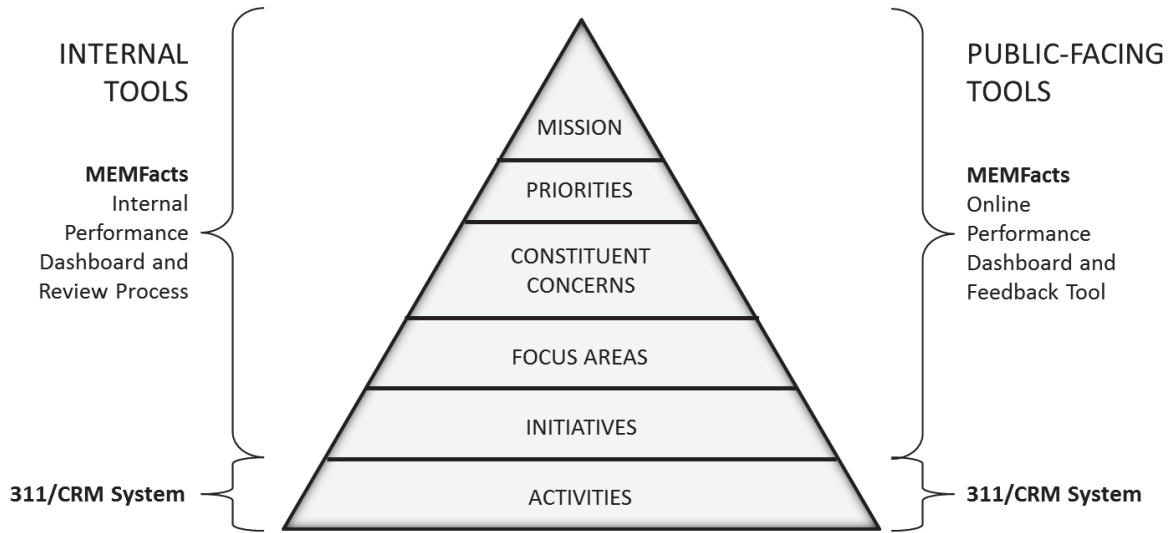 INTERNAL
TOOLS
MEMFacts
Internal
Performance
Dashboard and
Review Process
311/CRM System
MISSION
PRIORITIES
CONSTITUENT
CONCERNS
FOCUS AREAS
INITIATIVES
ACTIVITIES
PUBLIC-FACING
TOOLS
MEMFacts
Online
Performance
Dashboard and
Feedback Tool
311/CRM System